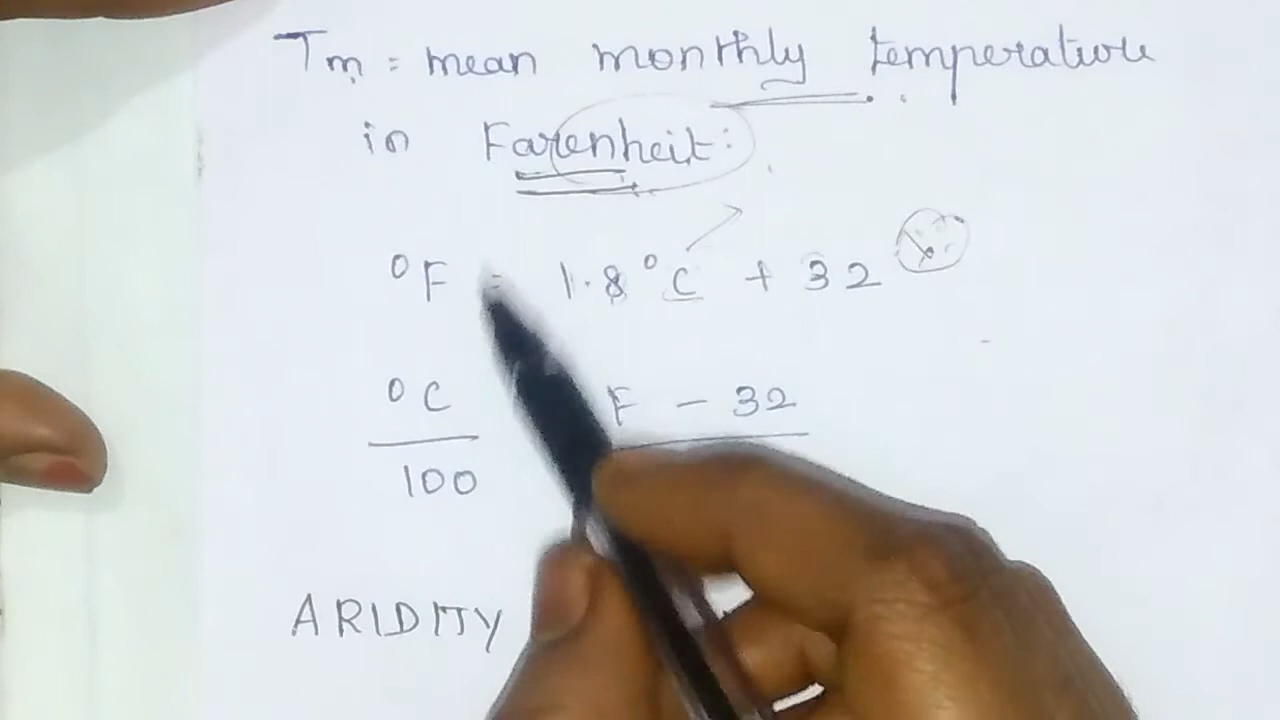 Tm = mean monthly temperature
in Farenheit:
°F = 1.8 °C + 32
°C F - 32
100
ARIDITY